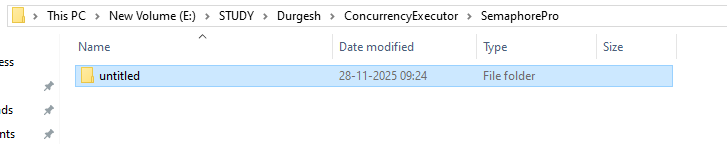 This PC > New Volume (E:) > STUDY > Durgesh > ConcurrencyExecutor > SemaphorePro
Name Date modified Type Size
ess
untitled 28-11-2025 09:24 File folder
ads
nts